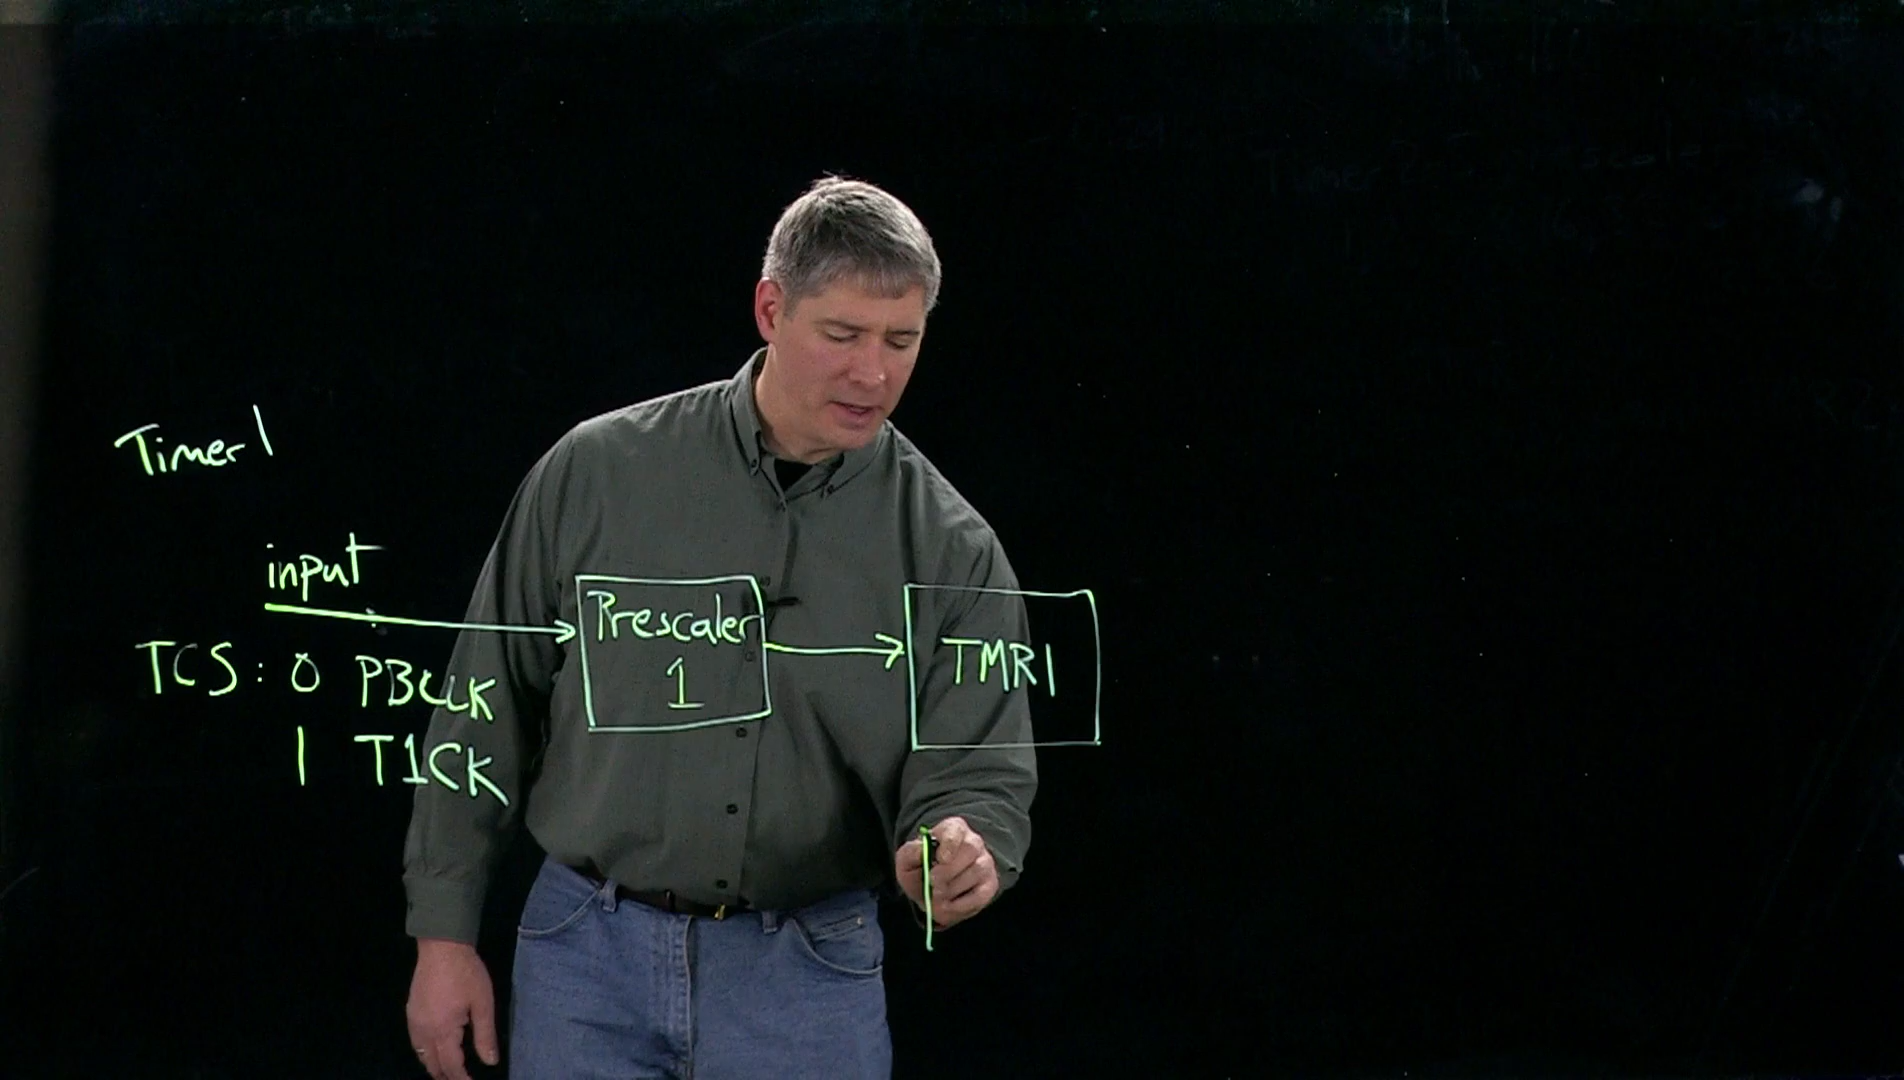 Timer 1
input
Prescaler
1
TMR1
TCS: 0 PBCLK
1 T1CK